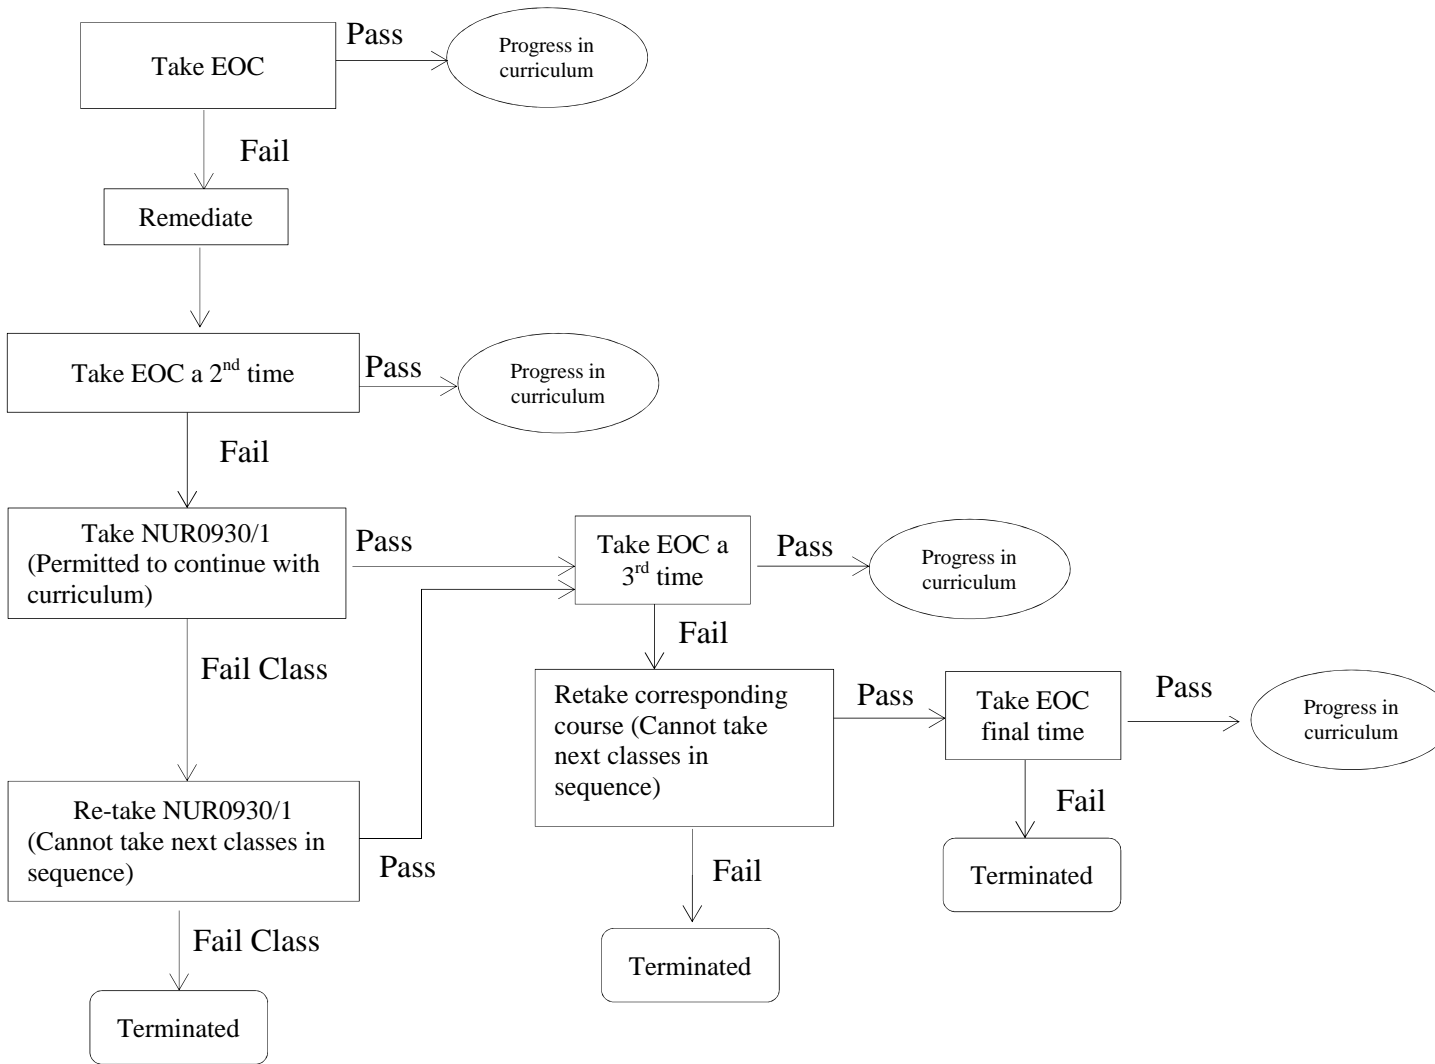 Pass
Take EOC
Progress in
curriculum
Fail
Remediate
Take EOC a 2nd time
Pass
Progress in
curriculum
Fail
Take NUR0930/1
(Permitted to continue with
curriculum)
Pass
Take EOC a
3rd time
Pass
Progress in
curriculum
Fail
Fail Class
Retake corresponding
course (Cannot take
next classes in
sequence)
Pass
Take EOC
final time
Pass
Progress in
curriculum
Fail
Re-take NUR0930/1
(Cannot take next classes in
sequence)
Pass
Fail
Terminated
Fail Class
Terminated
Terminated